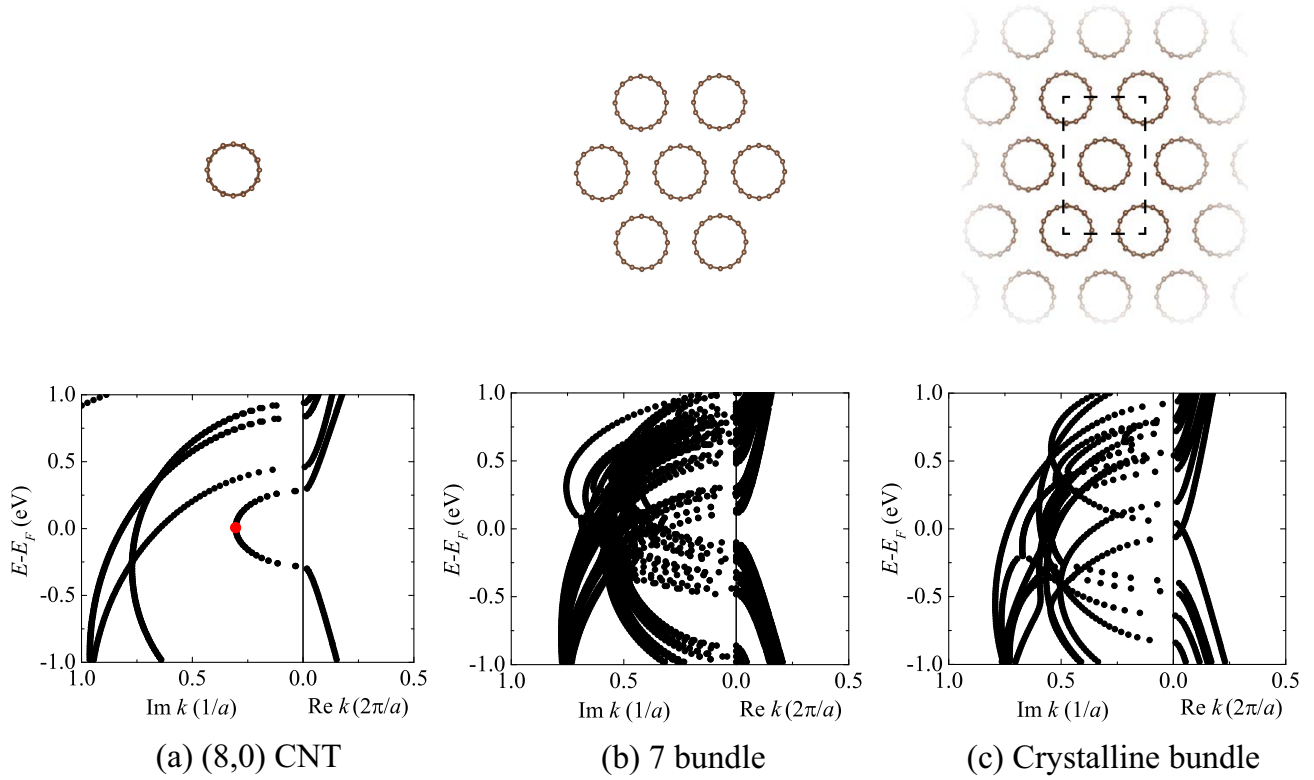 1.0
0.5
0.0
-0.5
-1.0
E-E_F (eV)
1.0 0.5 0.0 0.5
Im k (1/a) Re k (2π/a)
(a) (8,0) CNT
1.0
0.5
0.0
-0.5
-1.0
E-E_F (eV)
1.0 0.5 0.0 0.5
Im k (1/a) Re k (2π/a)
(b) 7 bundle
1.0
0.5
0.0
-0.5
-1.0
E-E_F (eV)
1.0 0.5 0.0 0.5
Im k (1/a) Re k (2π/a)
(c) Crystalline bundle